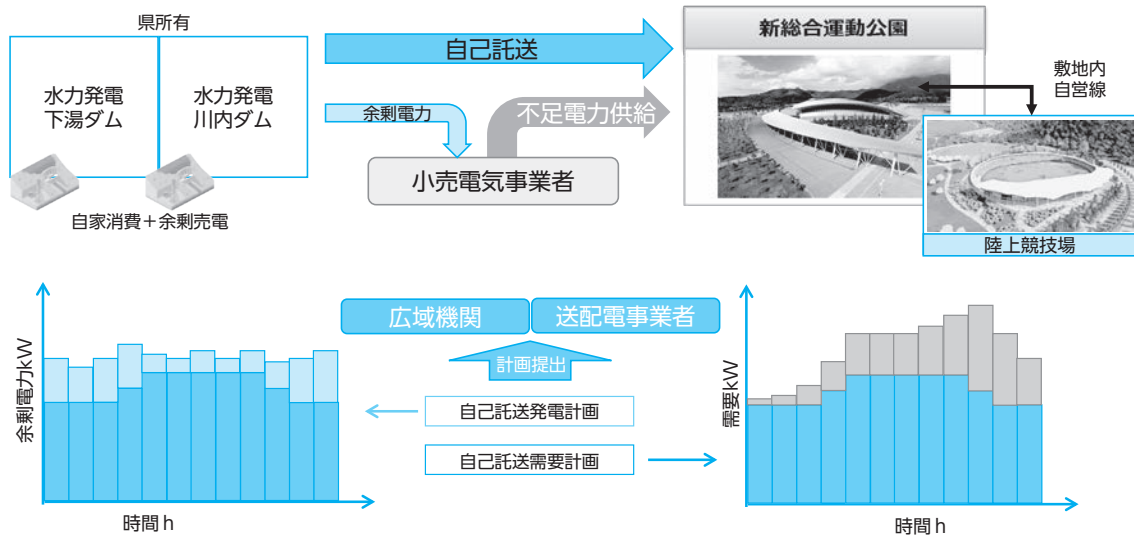 県所有
水力発電
下湯ダム
水力発電
川内ダム
自家消費+余剰売電
自己託送
余剰電力
不足電力供給
小売電気事業者
新総合運動公園
敷地内
自営線
陸上競技場
余剰電力kW
時間h
広域機関
送配電事業者
計画提出
自己託送発電計画
自己託送需要計画
需要kW
時間h